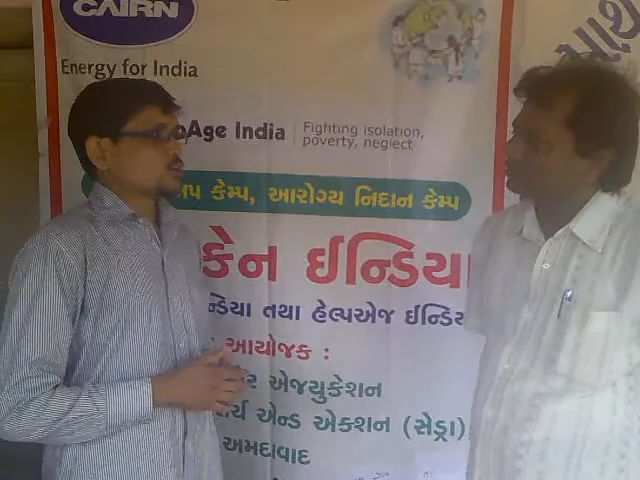 CAIRN
Energy for India
Age India
Fighting isolation,
poverty, neglect
કેમ્પ, આરોગ્ય નિદાન કેમ્પ
કેન ઈન્ડિયા
તથા હેલ્પએજ
આયોજક :
એજ્યુકેશન
એન્ડ એક્શન (સેડ્રા)
અમદાવાદ